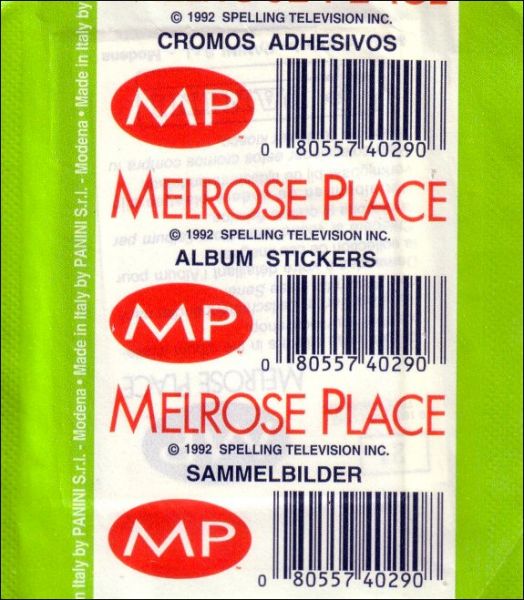 MELROSE PLACE
© 1992 SPELLING TELEVISION INC.
CROMOS ADHESIVOS
MP
0 80557 40290
MELROSE PLACE
© 1992 SPELLING TELEVISION INC.
ALBUM STICKERS
MP
0 80557 40290
MELROSE PLACE
© 1992 SPELLING TELEVISION INC.
SAMMELBILDER
MP
0 80557 40290
Made in Italy by PANINI S.r.l. - Modena • Made in Italy by PANINI S.r.l. - Modena • Made in Italy by